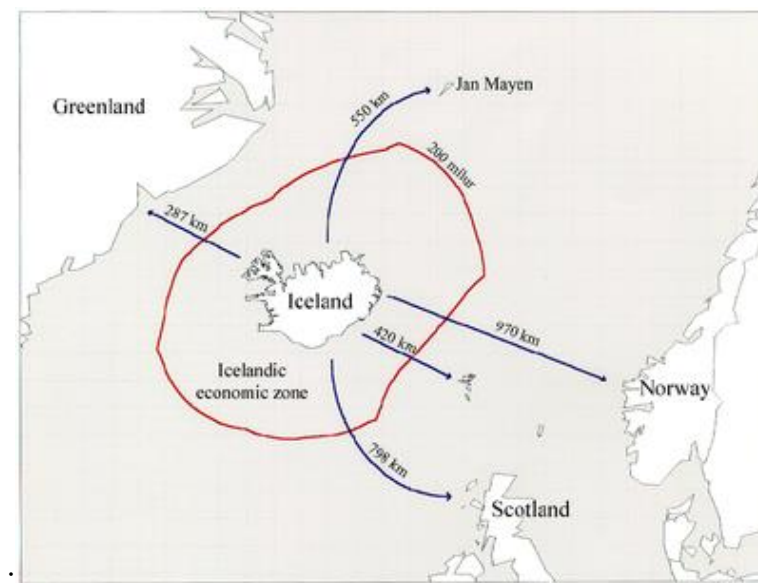 Jan Mayen
Greenland
550 km
200 mílur
287 km
Iceland
970 km
420 km
Icelandic
economic zone
Norway
798 km
Scotland
.